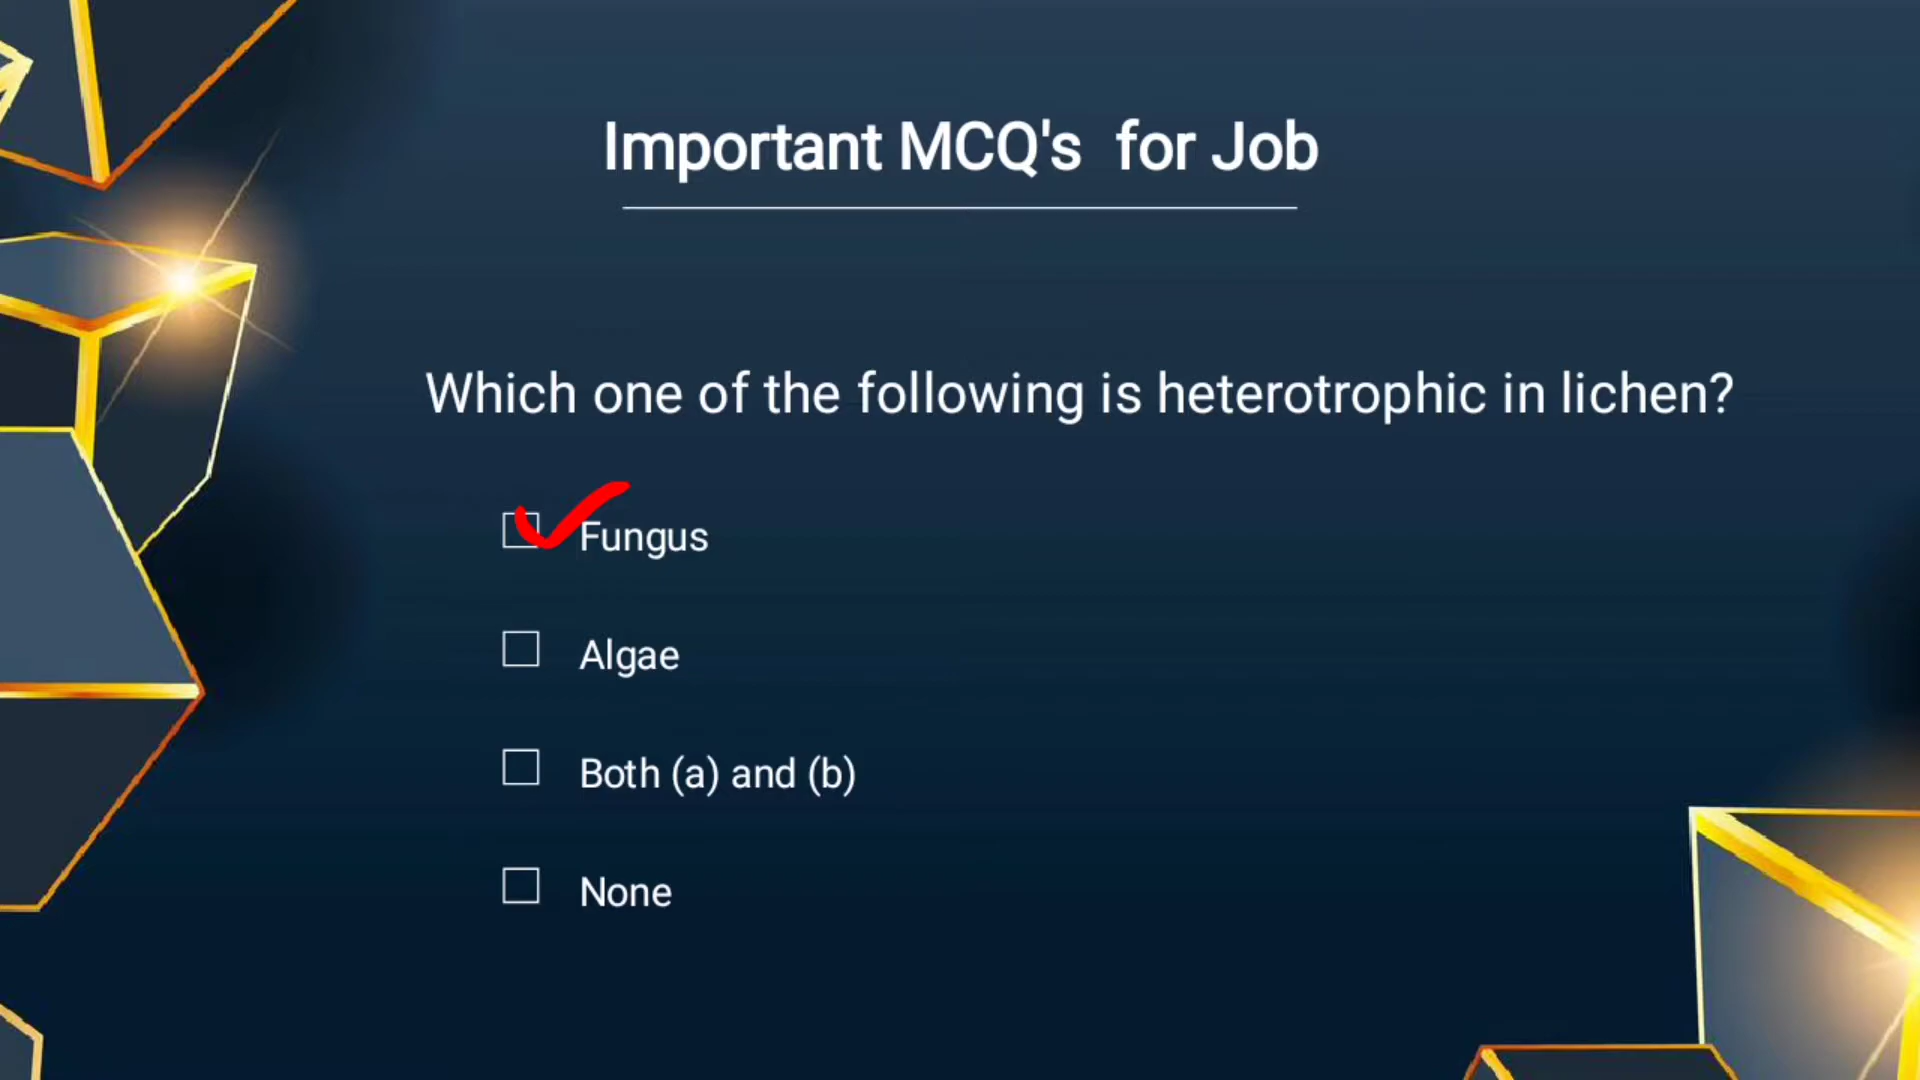 Important MCQ's  for Job
Which one of the following is heterotrophic in lichen?
Fungus
Algae
Both (a) and (b)
None